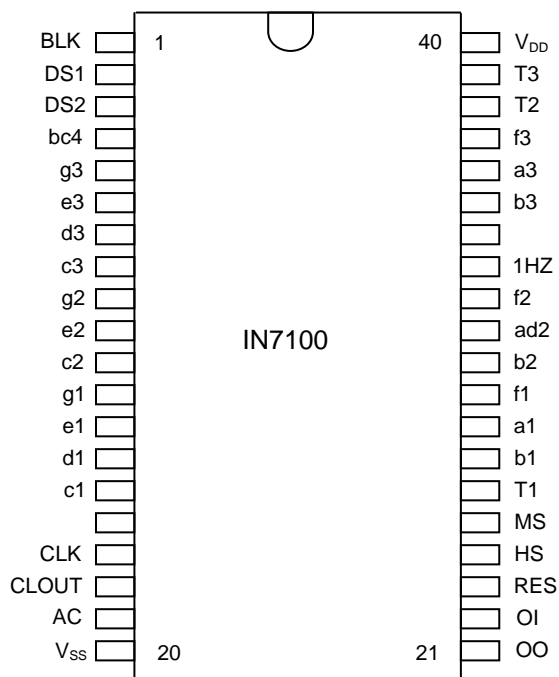 BLK 1 40 V_DD
DS1 T3
DS2 T2
bc4 f3
g3 a3
e3 b3
d3
c3 1HZ
g2 f2
e2 ad2
IN7100
c2 b2
g1 f1
e1 a1
d1 b1
c1 T1
MS
CLK HS
CLOUT RES
AC OI
V_SS 20 21 OO